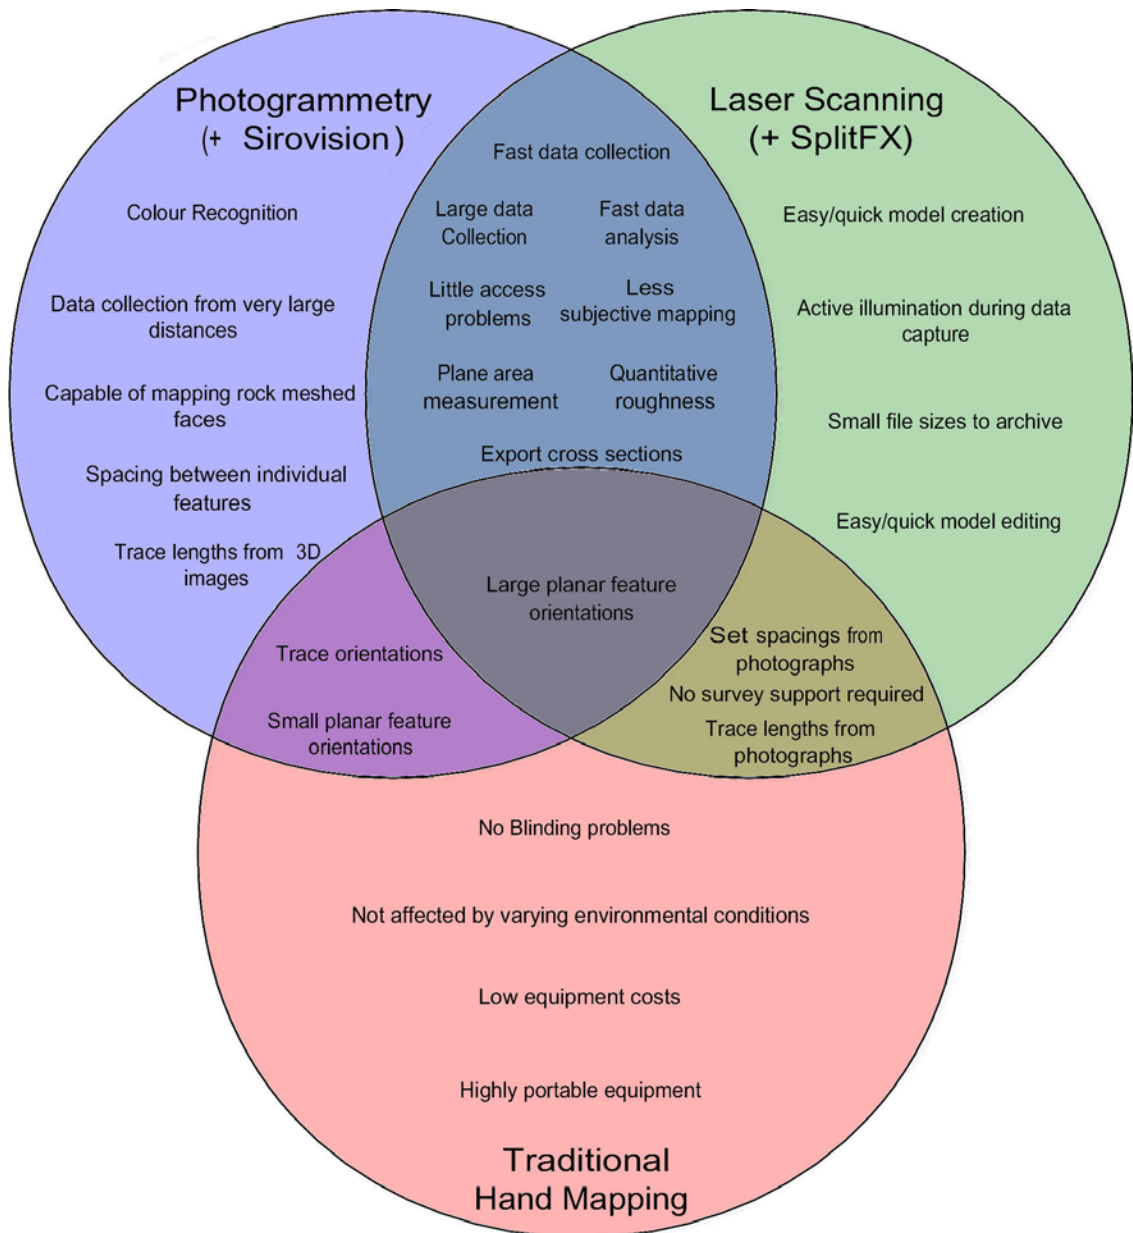 Photogrammetry
(+ Sirovision)
Laser Scanning
(+ SplitFX)
Colour Recognition
Data collection from very large
distances
Capable of mapping rock meshed
faces
Spacing between individual
features
Trace lengths from 3D
images
Fast data collection
Large data
Collection
Fast data
analysis
Little access
problems
Less
subjective mapping
Plane area
measurement
Quantitative
roughness
Export cross sections
Easy/quick model creation
Active illumination during data
capture
Small file sizes to archive
Easy/quick model editing
Large planar feature
orientations
Trace orientations
Small planar feature
orientations
Set spacings from
photographs
No survey support required
Trace lengths from
photographs
No Blinding problems
Not affected by varying environmental conditions
Low equipment costs
Highly portable equipment
Traditional
Hand Mapping